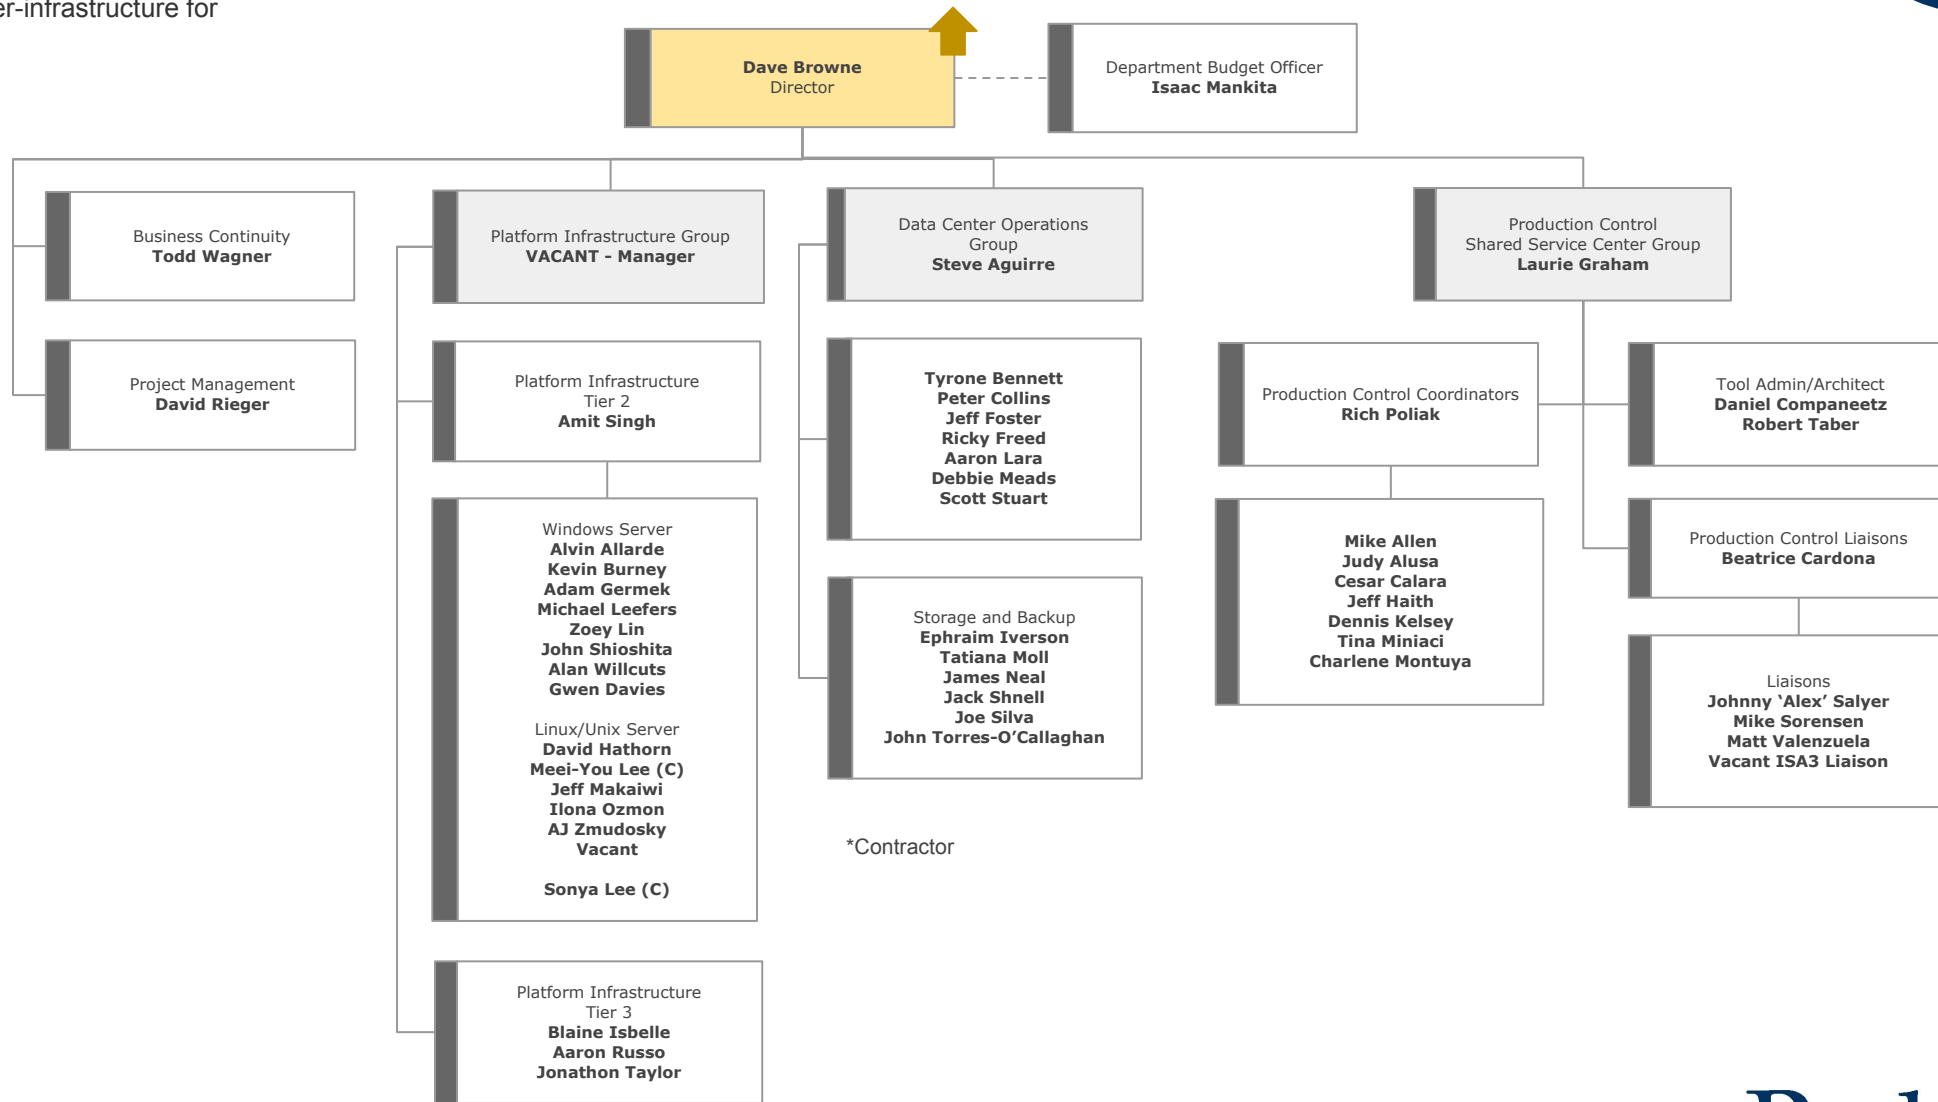 er-infrastructure for
Dave Browne
Director
Department Budget Officer
Isaac Mankita
Business Continuity
Todd Wagner
Project Management
David Rieger
Platform Infrastructure Group
VACANT - Manager
Platform Infrastructure
Tier 2
Amit Singh
Windows Server
Alvin Allarde
Kevin Burney
Adam Germek
Michael Leefers
Zoey Lin
John Shioshita
Alan Willcuts
Gwen Davies
Linux/Unix Server
David Hathorn
Meei-You Lee (C)
Jeff Makaiwi
Ilona Ozmon
AJ Zmudosky
Vacant
Sonya Lee (C)
Platform Infrastructure
Tier 3
Blaine Isbelle
Aaron Russo
Jonathon Taylor
Data Center Operations
Group
Steve Aguirre
Tyrone Bennett
Peter Collins
Jeff Foster
Ricky Freed
Aaron Lara
Debbie Meads
Scott Stuart
Storage and Backup
Ephraim Iverson
Tatiana Moll
James Neal
Jack Shnell
Joe Silva
John Torres-O’Callaghan
*Contractor
Production Control
Shared Service Center Group
Laurie Graham
Production Control Coordinators
Rich Poliak
Mike Allen
Judy Alusa
Cesar Calara
Jeff Haith
Dennis Kelsey
Tina Miniaci
Charlene Montuya
Tool Admin/Architect
Daniel Companeetz
Robert Taber
Production Control Liaisons
Beatrice Cardona
Liaisons
Johnny ‘Alex’ Salyer
Mike Sorensen
Matt Valenzuela
Vacant ISA3 Liaison